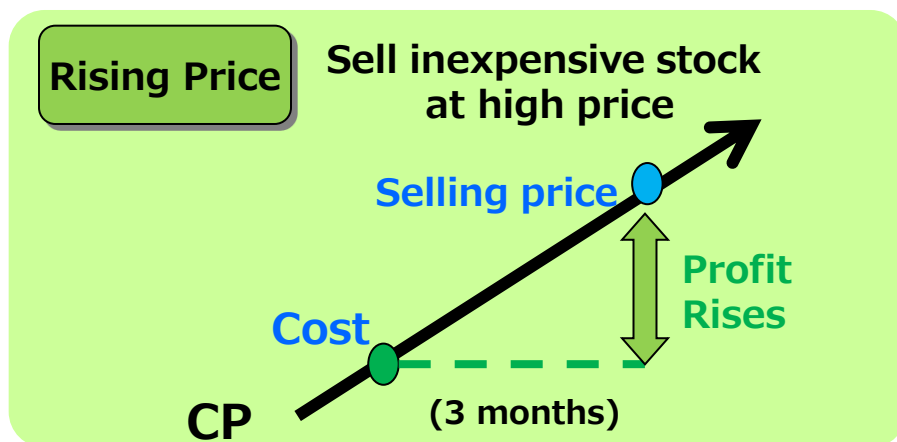 Rising Price
Sell inexpensive stock
at high price
Selling price
Profit
Rises
Cost
(3 months)
CP